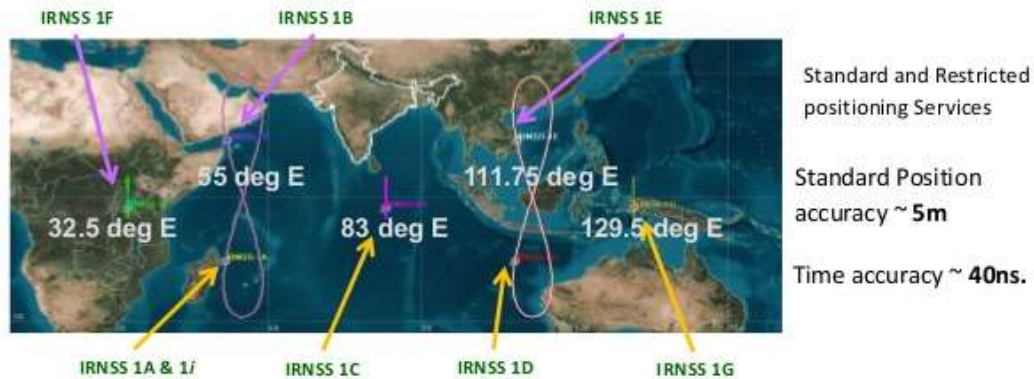 IRNSS 1F
IRNSS 1B
IRNSS 1E
Standard and Restricted
positioning Services
55 deg E
111.75 deg E
Standard Position
accuracy ~ 5m
32.5 deg E
83 deg E
129.5 deg E
Time accuracy ~ 40ns.
IRNSS 1A & 1i
IRNSS 1C
IRNSS 1D
IRNSS 1G